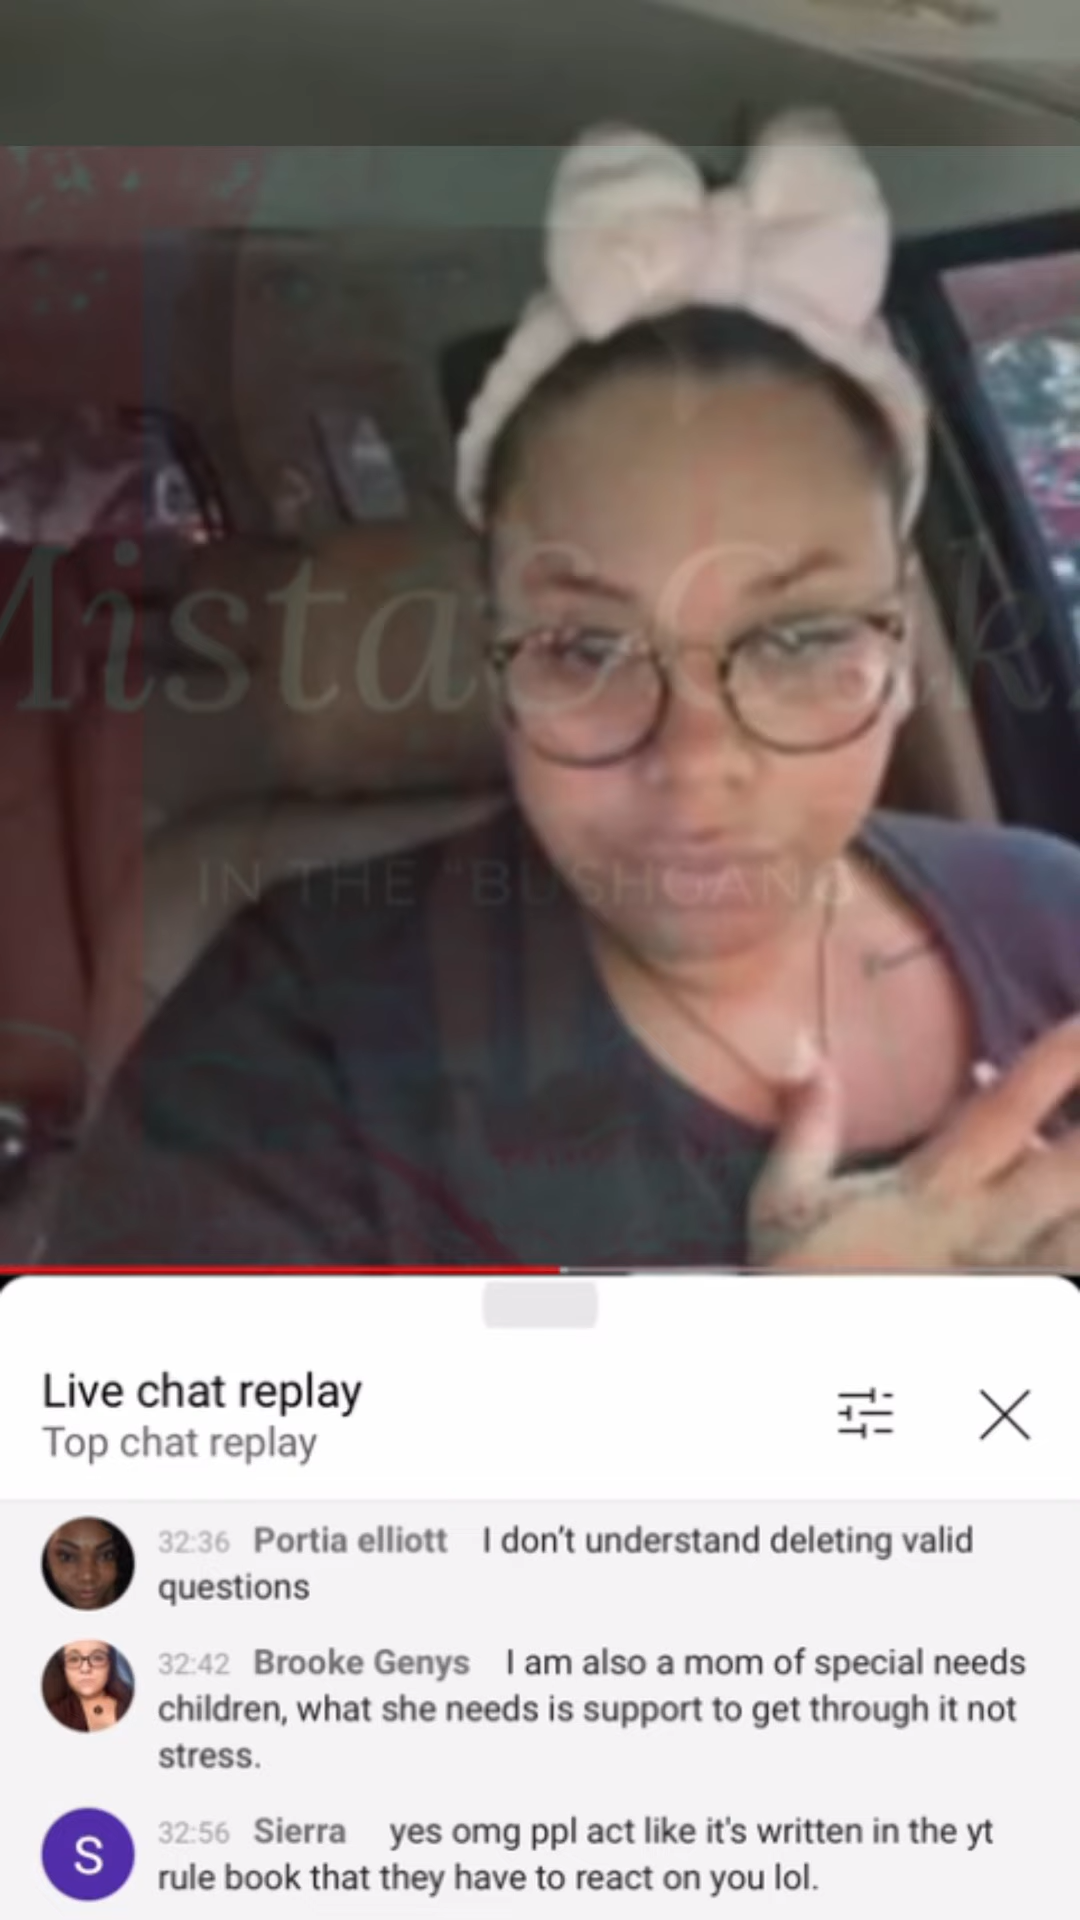 IN THE "BUSHGANG"
Live chat replay
Top chat replay
32:36 Portia elliott I don't understand deleting valid
questions
32:42 Brooke Genys I am also a mom of special needs
children, what she needs is support to get through it not
stress.
S
32:56 Sierra yes omg ppl act like it's written in the yt
rule book that they have to react on you lol.